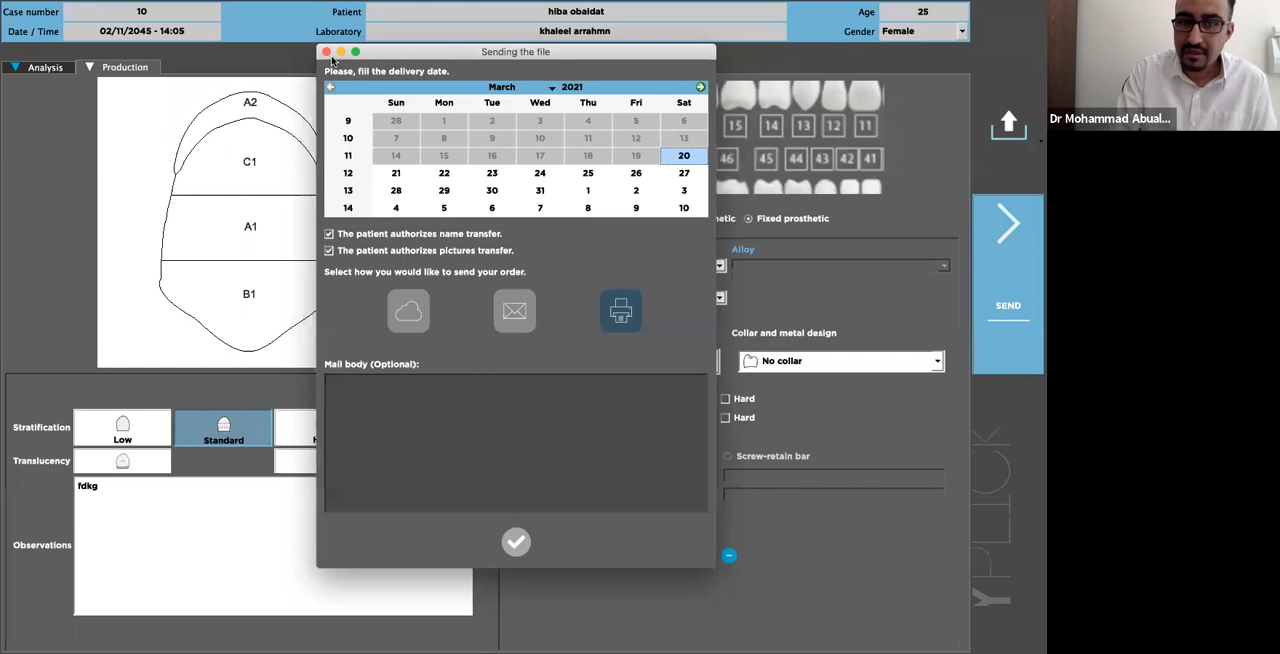 Case number 10 Patient hiba obaidat Age 25
Date / Time 02/11/2045 - 14:05 Laboratory khaleel arrahmn Gender Female
Analysis Production
Sending the file
Please, fill the delivery date.
March 2021
Sun Mon Tue Wed Thu Fri Sat
9 28 1 2 3 4 5 6
10 7 8 9 10 11 12 13
11 14 15 16 17 18 19 20
12 21 22 23 24 25 26 27
13 28 29 30 31 1 2 3
14 4 5 6 7 8 9 10
The patient authorizes name transfer.
The patient authorizes pictures transfer.
Select how you would like to send your order.
Mail body (Optional):
A2
C1
A1
B1
Stratification Low Standard
Translucency
fdkg
Observations
15 14 13 12 11
46 45 44 43 42 41
etic Fixed prosthetic
Alloy
Collar and metal design
No collar
Hard
Hard
Screw-retain bar
SEND
YPLICK
Dr Mohammad Abual...